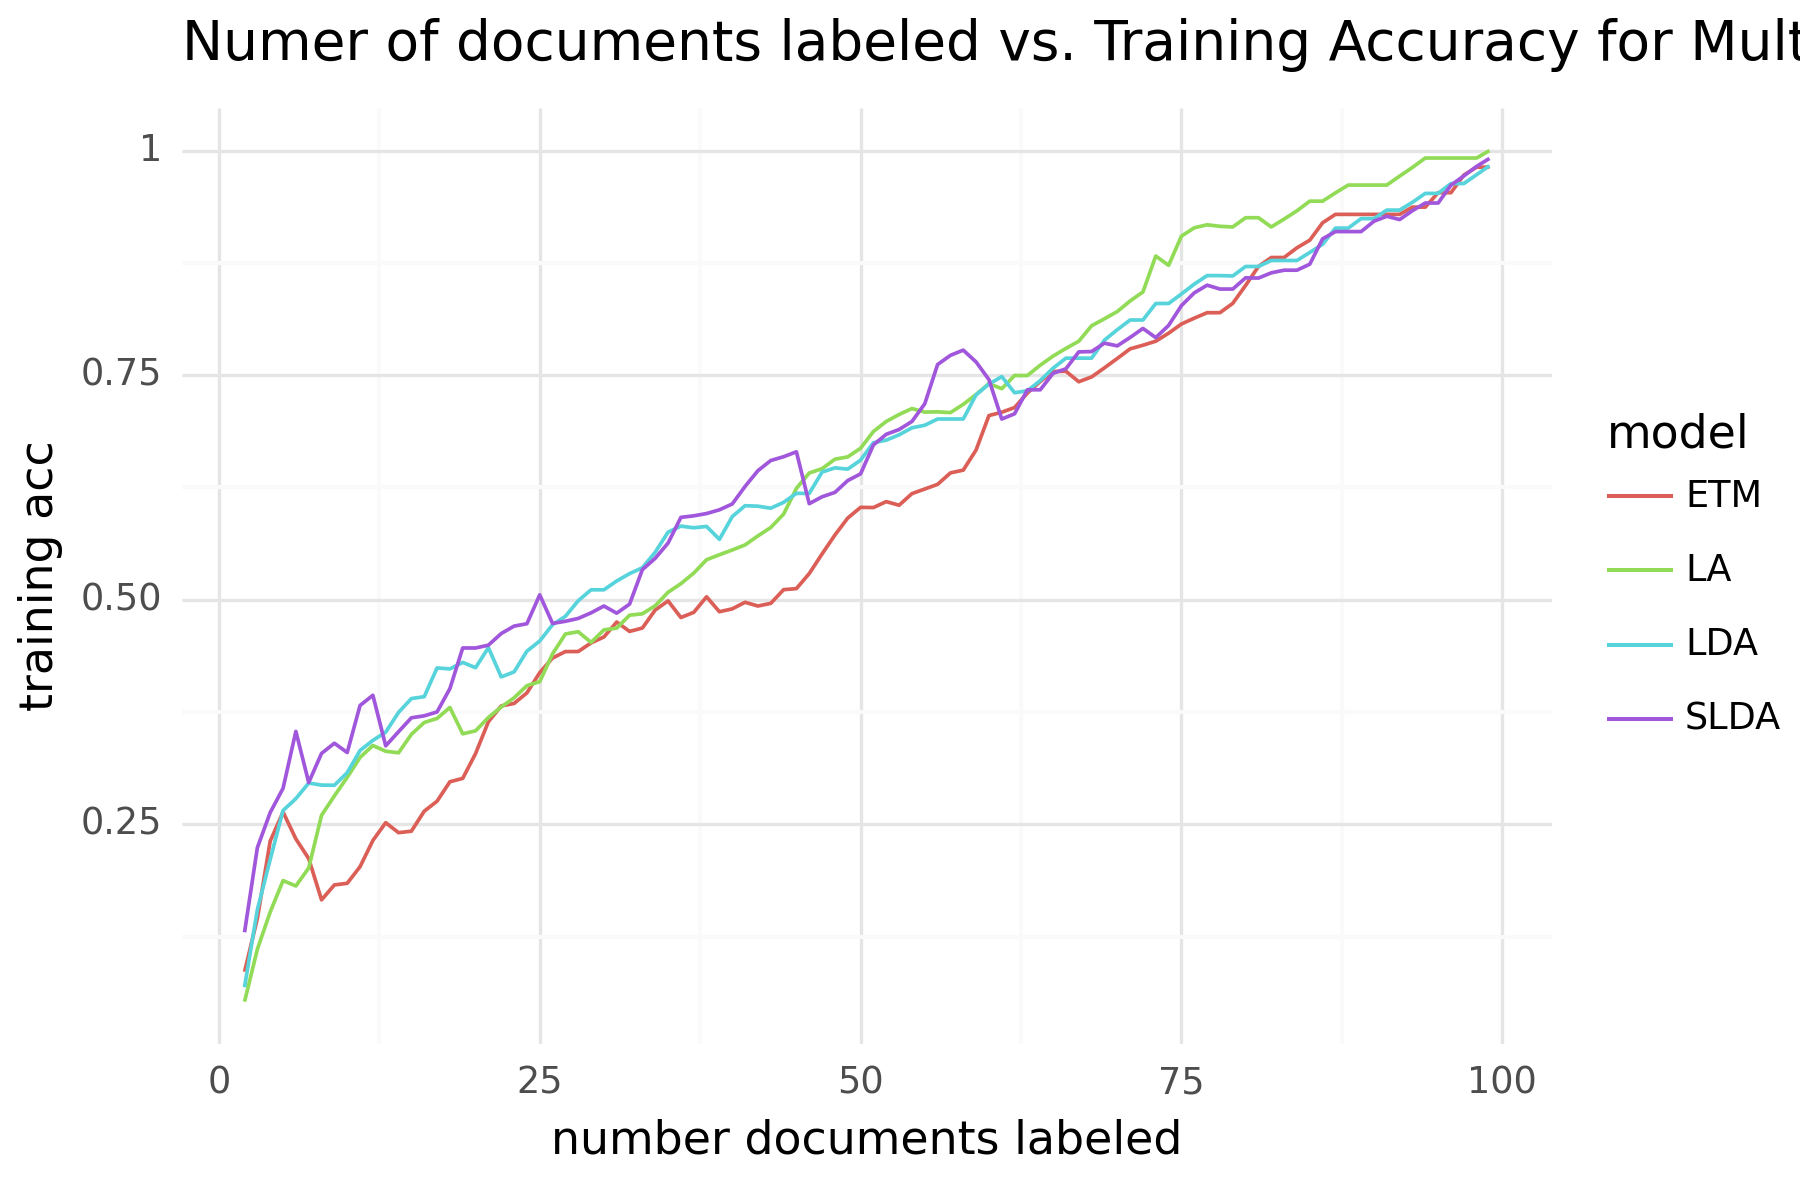 Numer of documents labeled vs. Training Accuracy for Mult
1
0.75
0.50
0.25
training acc
0
25
50
75
100
number documents labeled
model
ETM
LA
LDA
SLDA